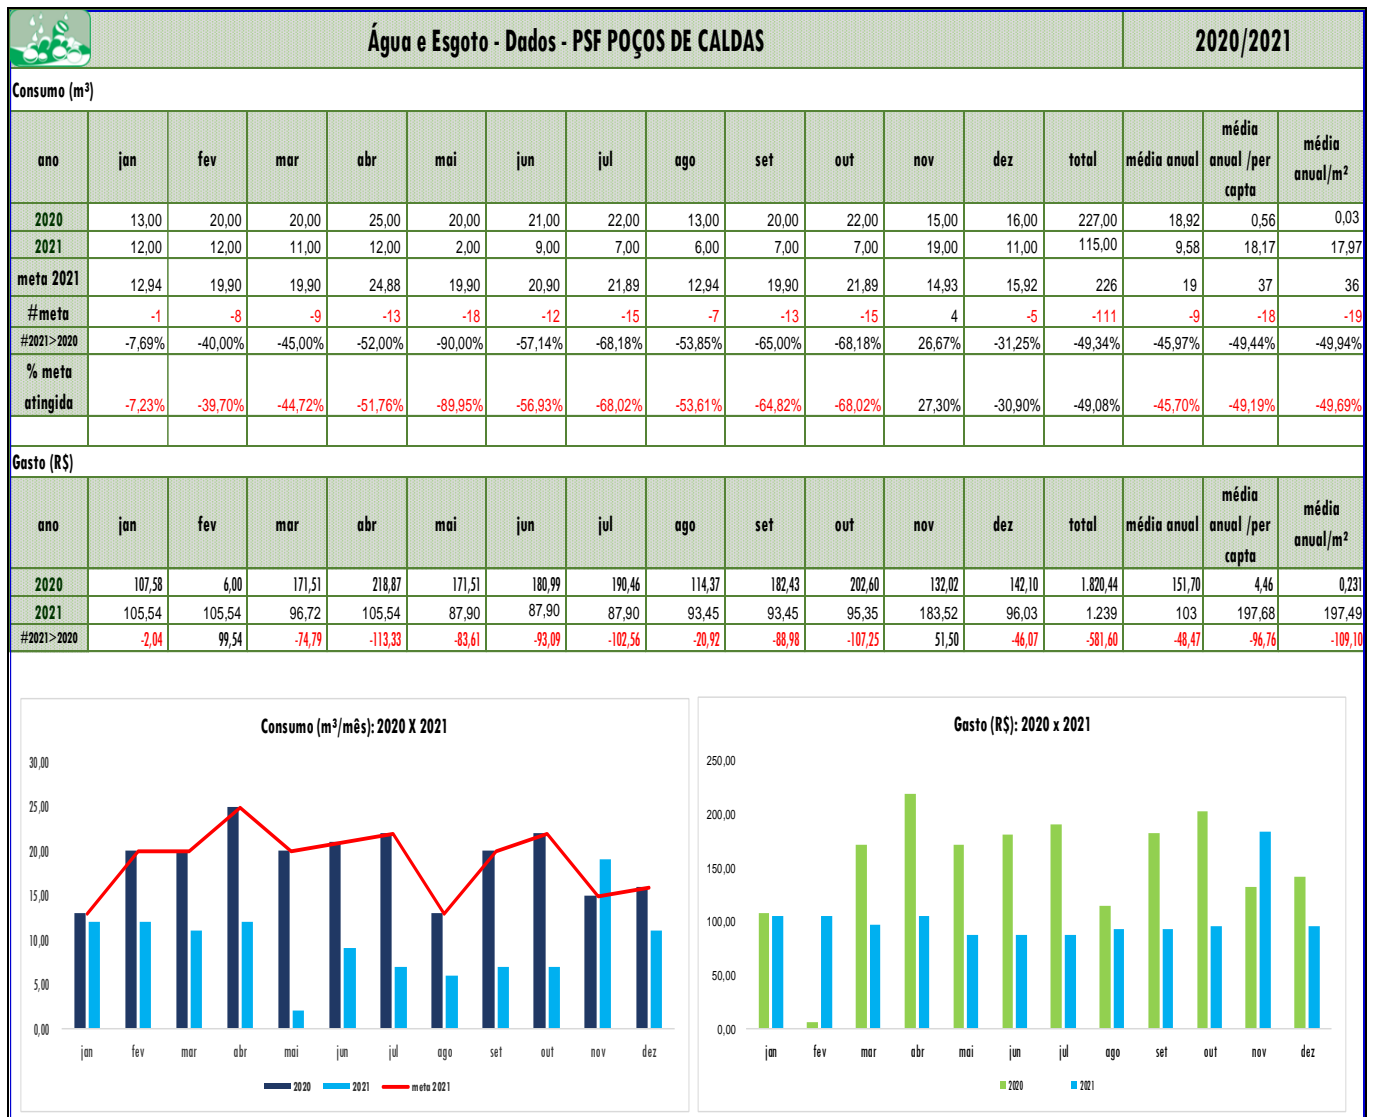 Água e Esgoto - Dados - PSF POÇOS DE CALDAS 2020/2021
Consumo (m³)
ano jan fev mar abr mai jun jul ago set out nov dez total média anual média anual /per capta média anual/m²
2020 13,00 20,00 20,00 25,00 20,00 21,00 22,00 13,00 20,00 22,00 15,00 16,00 227,00 18,92 0,56 0,03
2021 12,00 12,00 11,00 12,00 2,00 9,00 7,00 6,00 7,00 7,00 19,00 11,00 115,00 9,58 18,17 17,97
meta 2021 12,94 19,90 19,90 24,88 19,90 20,90 21,89 12,94 19,90 21,89 14,93 15,92 226 19 37 36
#meta -1 -8 -9 -13 -18 -12 -15 -7 -13 -15 4 -5 -111 -9 -18 -19
#2021>2020 -7,69% -40,00% -45,00% -52,00% -90,00% -57,14% -68,18% -53,85% -65,00% -68,18% 26,67% -31,25% -49,34% -45,97% -49,44% -49,94%
% meta atingida -7,23% -39,70% -44,72% -51,76% -89,95% -56,93% -68,02% -53,61% -64,82% -68,02% 27,30% -30,90% -49,08% -45,70% -49,19% -49,69%
Gasto (R$)
ano jan fev mar abr mai jun jul ago set out nov dez total média anual média anual /per capta média anual/m²
2020 107,58 6,00 171,51 218,87 171,51 180,99 190,46 114,37 182,43 202,60 132,02 142,10 1.820,44 151,70 4,46 0,231
2021 105,54 105,54 96,72 105,54 87,90 87,90 87,90 93,45 93,45 95,35 183,52 96,03 1.239 103 197,68 197,49
#2021>2020 -2,04 99,54 -74,79 -113,33 -83,61 -93,09 -102,56 -20,92 -88,98 -107,25 51,50 -46,07 -581,60 -48,47 -96,76 -109,10
Consumo (m³/mês): 2020 X 2021
30,00
25,00
20,00
15,00
10,00
5,00
0,00
jan fev mar abr mai jun jul ago set out nov dez
2020 2021 meta 2021
Gasto (R$): 2020 x 2021
250,00
200,00
150,00
100,00
50,00
0,00
jan fev mar abr mai jun jul ago set out nov dez
2020 2021